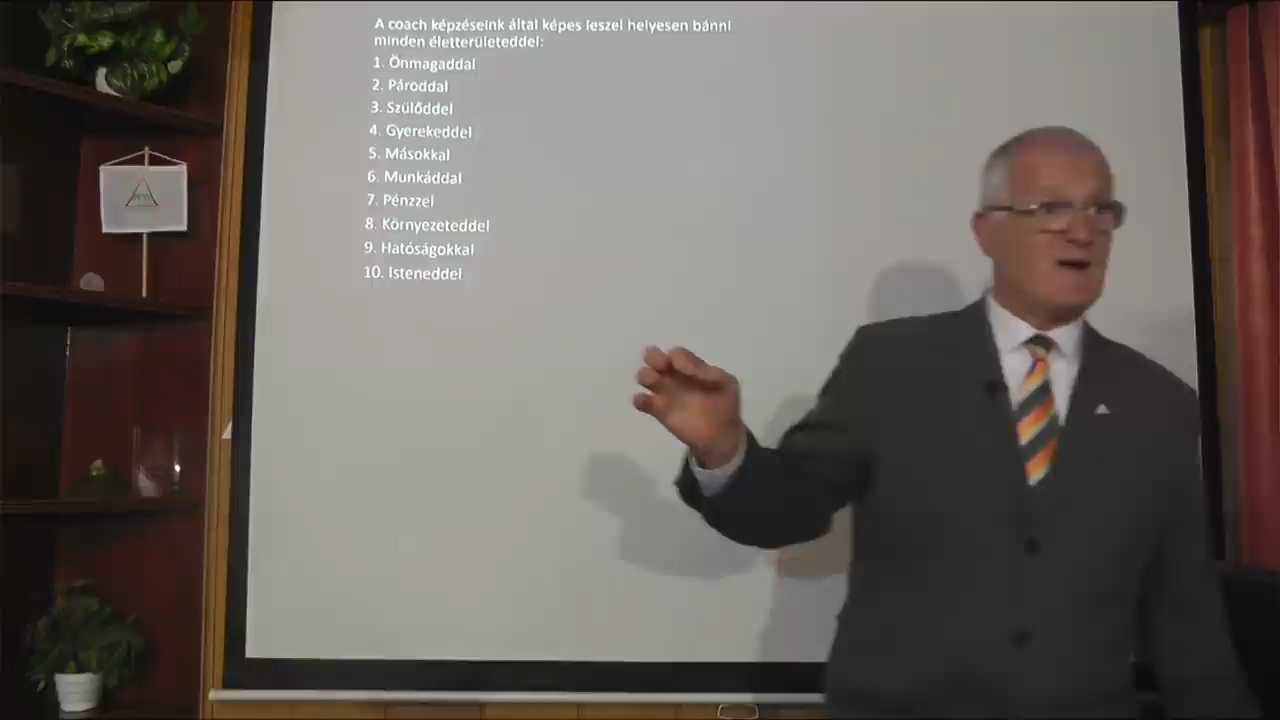 A coach képzéseink által képes leszel helyesen bánni
minden életterületeddel:
1. Önmagaddal
2. Pároddal
3. Szülőddel
4. Gyerekeddel
5. Másokkal
6. Munkáddal
7. Pénzzel
8. Környezeteddel
9. Hatóságokkal
10. Isteneddel